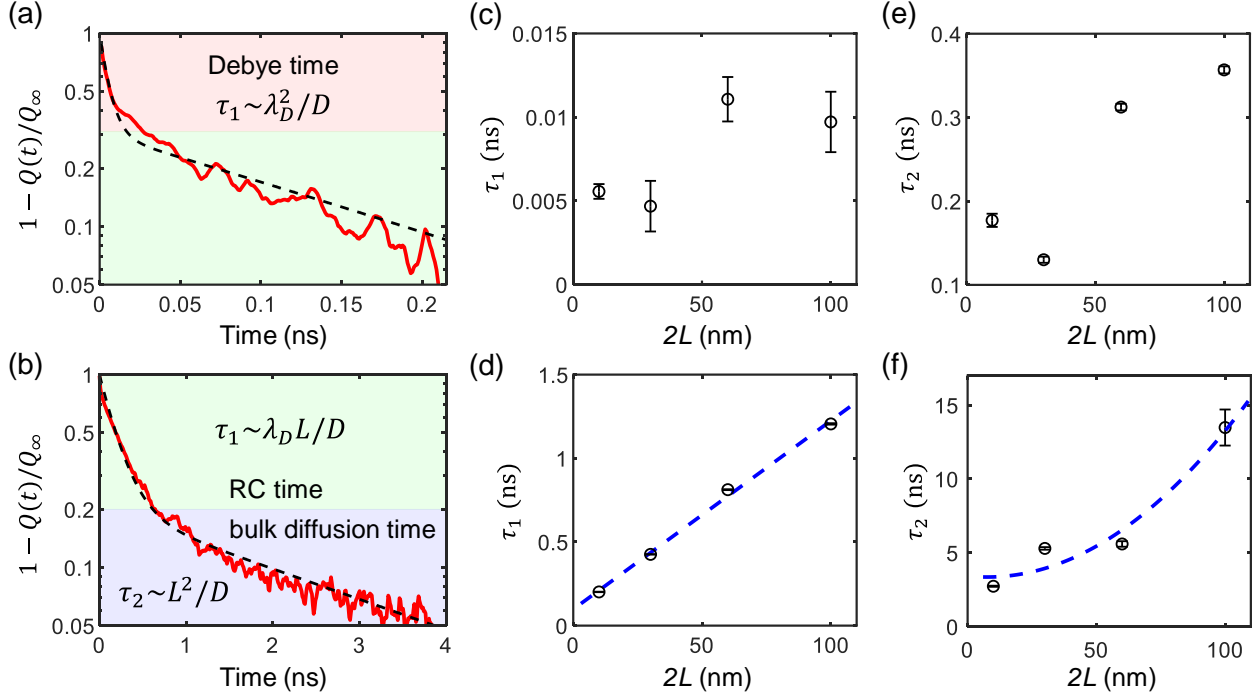 (a)
1
0.5
0.2
0.1
0.05
1 − Q(t)/Q∞
Debye time
τ₁~λ_D²/D
0
0.05
0.1
0.15
0.2
Time (ns)
(c)
0.015
0.01
0.005
0
τ₁ (ns)
0
50
100
2L (nm)
(e)
0.4
0.3
0.2
0.1
τ₂ (ns)
0
50
100
2L (nm)
(b)
1
0.5
0.2
0.1
0.05
1 − Q(t)/Q∞
τ₁~λ_D L/D
RC time
bulk diffusion time
τ₂~L²/D
0
1
2
3
4
Time (ns)
(d)
1.5
1
0.5
0
τ₁ (ns)
0
50
100
2L (nm)
(f)
15
10
5
0
τ₂ (ns)
0
50
100
2L (nm)